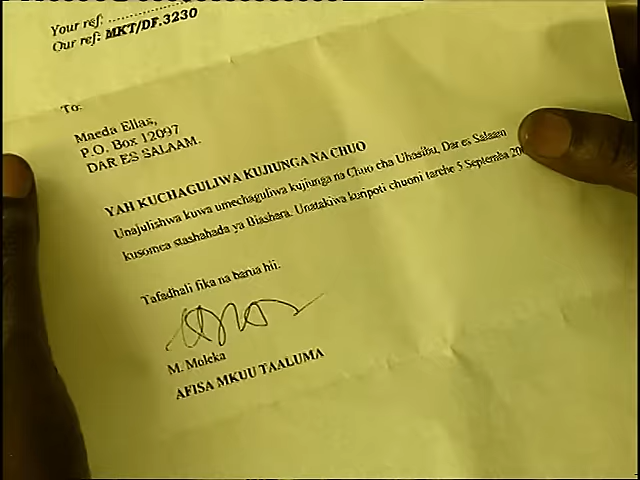 Your ref: ....................
Our ref: MKT/DF.3230
To:
Maeda Elias,
P.O. Box 12097
DAR ES SALAAM.
YAH KUCHAGULIWA KUJIUNGA NA CHUO
Unajulishwa kuwa umechaguliwa kujiunga na Chuo cha Uhasibu, Dar es Salaam
kusomea stashahada ya Biashara. Unatakiwa kuripoti chuoni tarehe 5 Septemba 20
Tafadhali fika na barua hii.
M. Moleka
AFISA MKUU TAALUMA